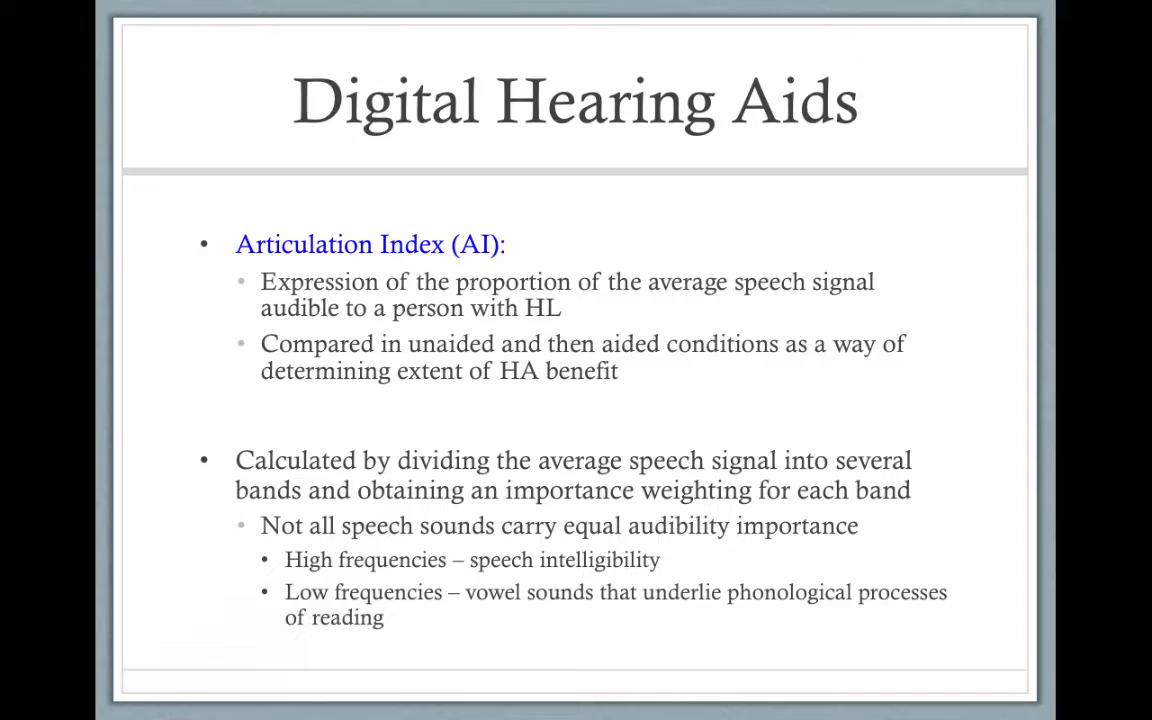 Digital Hearing Aids
• Articulation Index (AI):
• Expression of the proportion of the average speech signal
audible to a person with HL
• Compared in unaided and then aided conditions as a way of
determining extent of HA benefit
• Calculated by dividing the average speech signal into several
bands and obtaining an importance weighting for each band
• Not all speech sounds carry equal audibility importance
• High frequencies – speech intelligibility
• Low frequencies – vowel sounds that underlie phonological processes
of reading